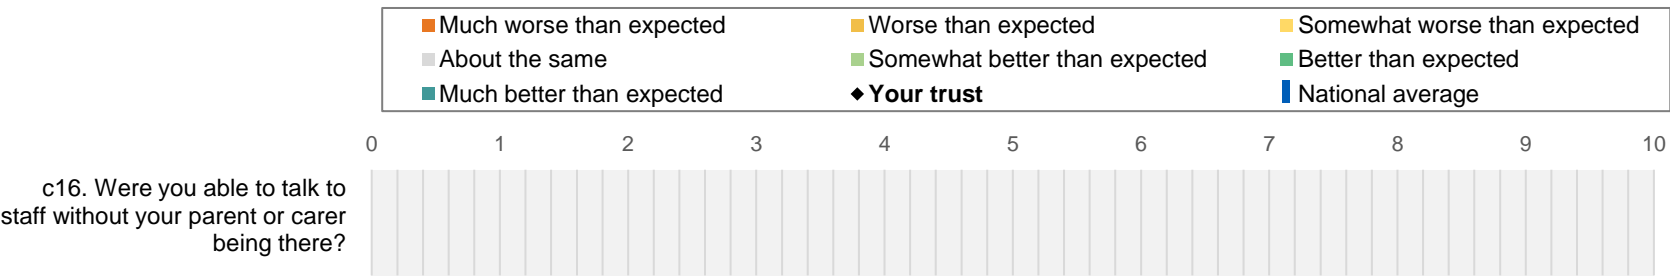 Much worse than expected Worse than expected Somewhat worse than expected
About the same Somewhat better than expected Better than expected
Much better than expected Your trust National average
0 1 2 3 4 5 6 7 8 9 10
c16. Were you able to talk to
staff without your parent or carer
being there?